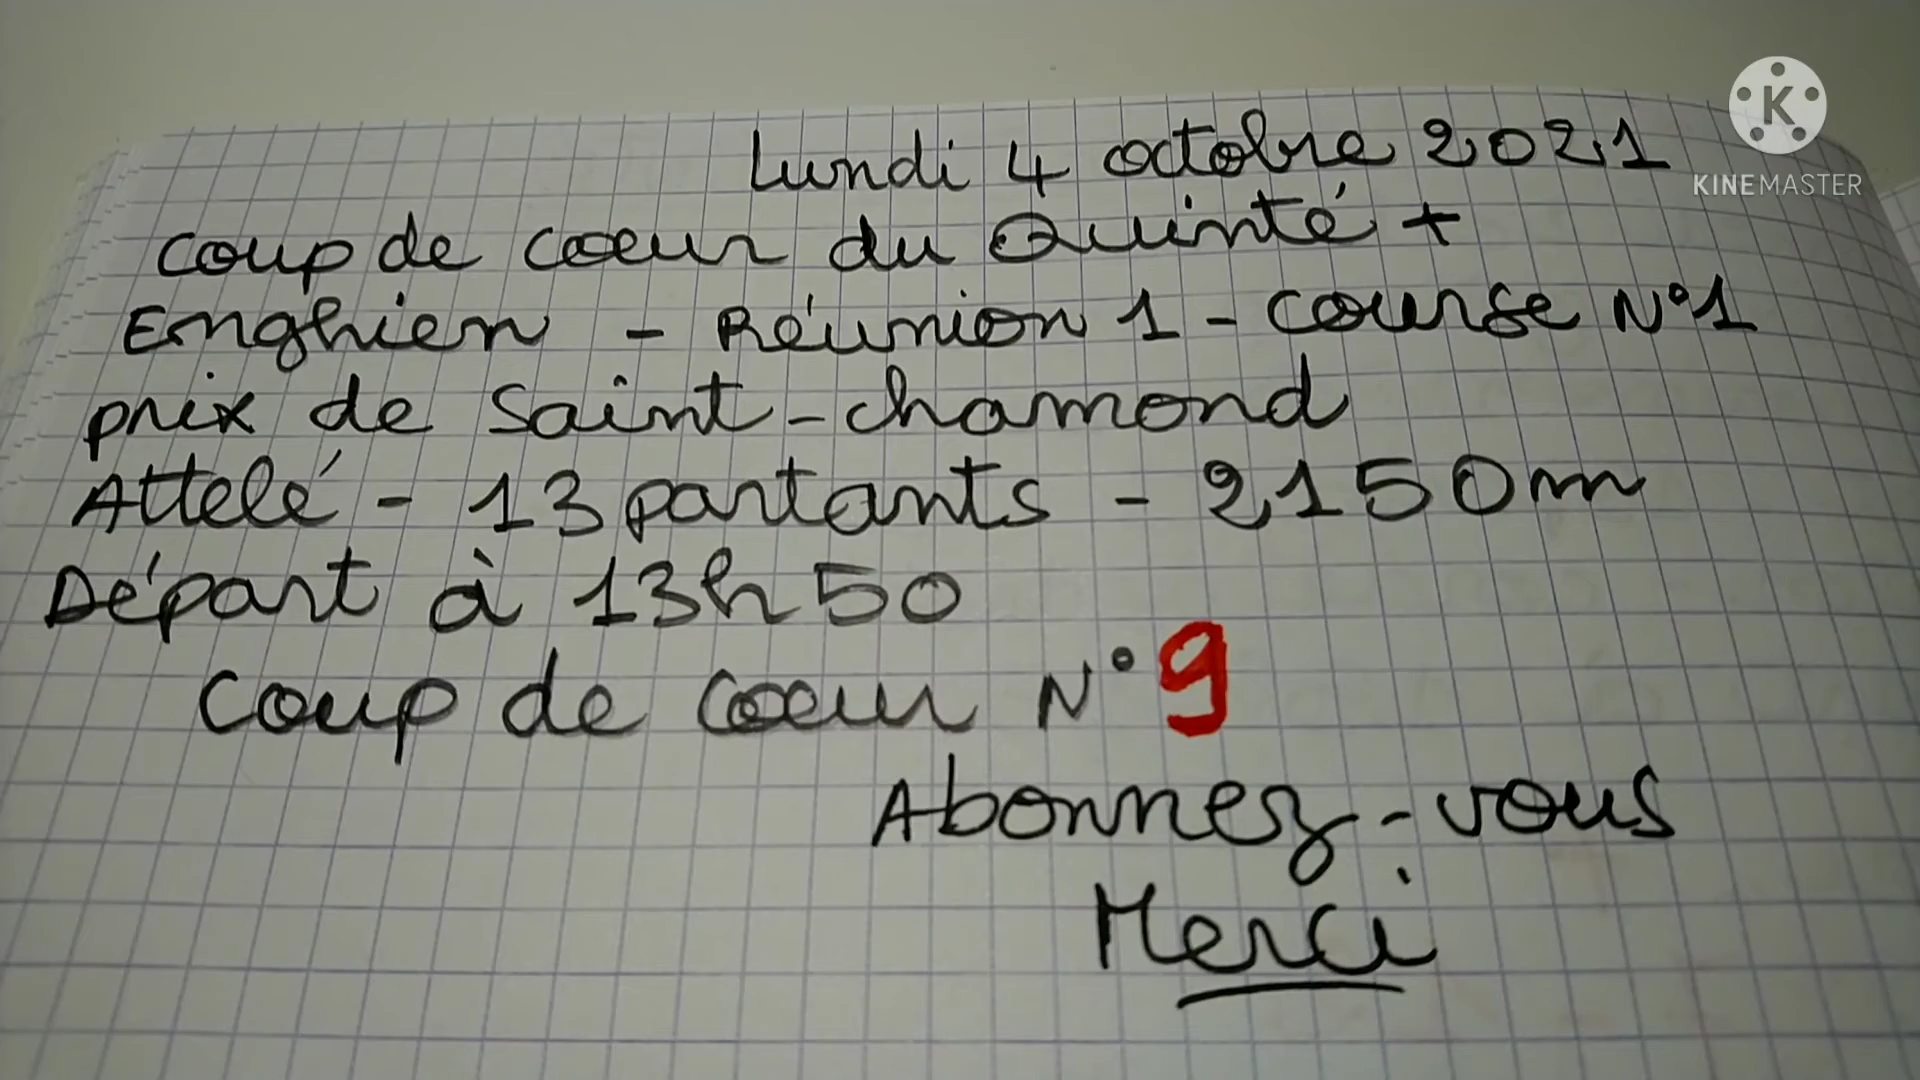 Lundi 4 octobre 2021
K
KINEMASTER
Coup de coeur du Quinté +
Enghien - Réunion 1 - course N°1
prix de Saint-chamond
Attelé - 13 partants - 2150m
Départ à 13h50
Coup de coeur N° 9
Abonnez-vous
Merci